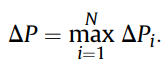 ΔP = max_{i=1}^{N} ΔP_i.